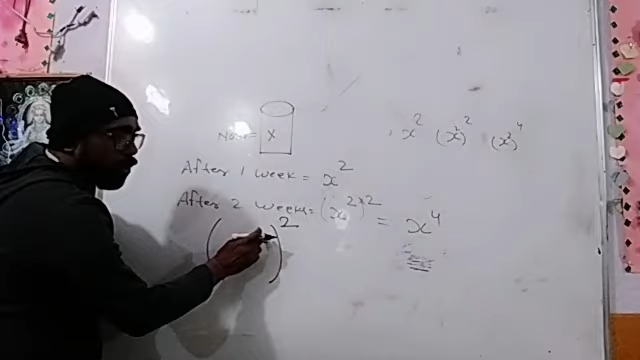 Now = x
x² (x²)² (x²)⁴
After 1 week = x²
After 2 weeks = (x²)² = x⁴
( )²